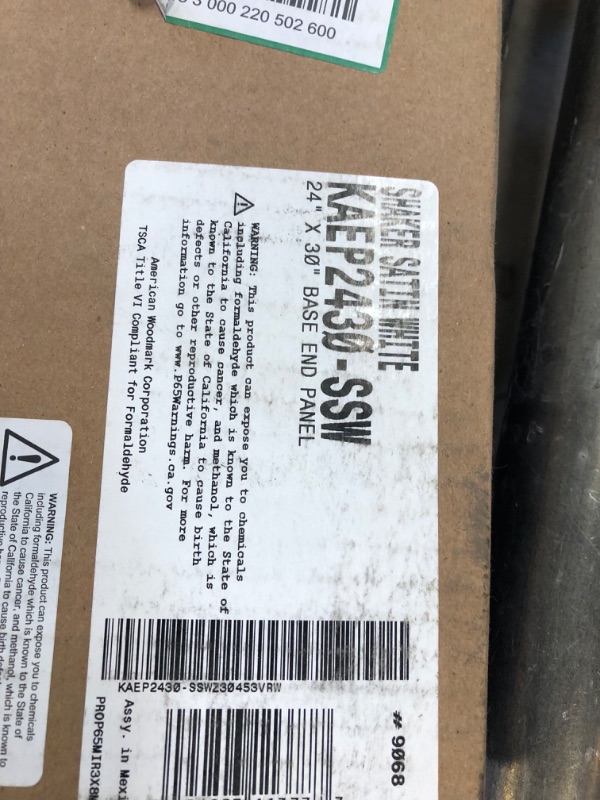 3 000 220 502 600
SHAKER SATIN WHITE
KAEP2430-SSW
24" X 30" BASE END PANEL
WARNING: This product can expose you to chemicals
including formaldehyde which is known to the State of
California to cause cancer, and methanol, which is
known to the State of California to cause birth
defects or other reproductive harm. For more
information go to www.P65Warnings.ca.gov
American Woodmark Corporation
TSCA Title VI Compliant for Formaldehyde
KAEP2430-SSWZ30453VRW
# 9068
Assy. in Mexi
PROP65MIR3X8
WARNING: This product can expose you to chemicals
including formaldehyde which is known to the State of
California to cause cancer, and methanol, which is known to
the State of California to cause birth
reproductive